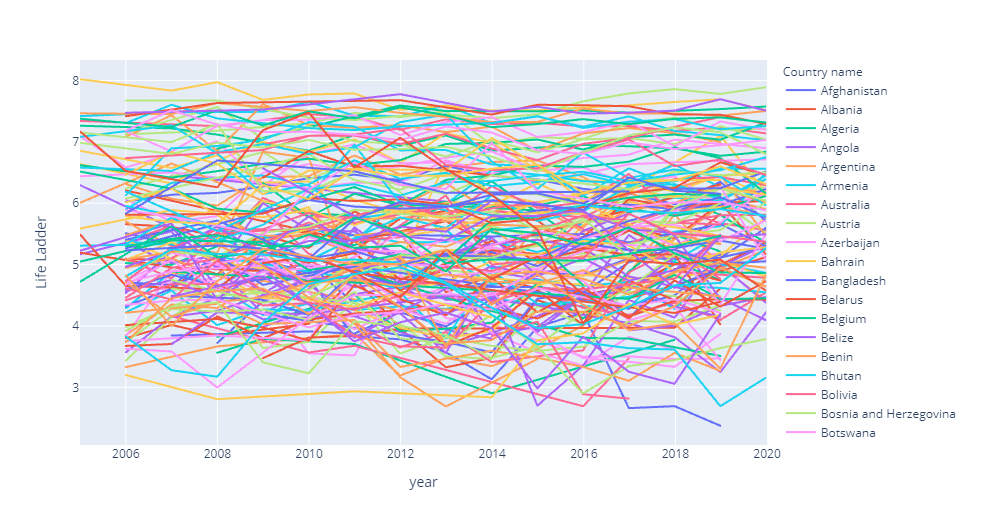 Country name
Afghanistan
Albania
Algeria
Angola
Argentina
Armenia
Australia
Austria
Azerbaijan
Bahrain
Bangladesh
Belarus
Belgium
Belize
Benin
Bhutan
Bolivia
Bosnia and Herzegovina
Botswana
Life Ladder
8
7
6
5
4
3
2006 2008 2010 2012 2014 2016 2018 2020
year